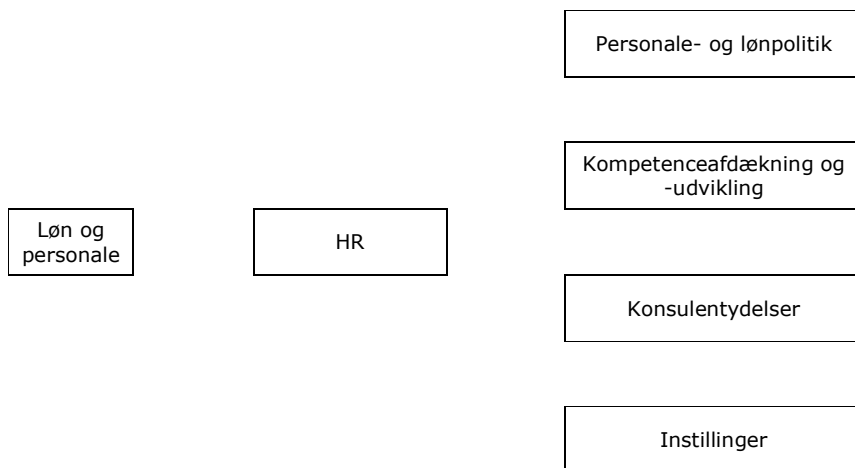 Personale- og lønpolitik
Kompetenceafdækning og
-udvikling
Løn og
personale
HR
Konsulentydelser
Instillinger